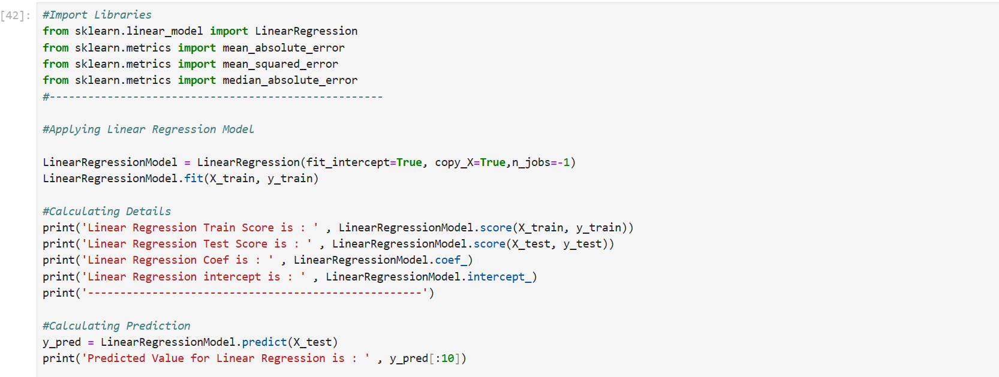 [42]:
#Import Libraries
from sklearn.linear_model import LinearRegression
from sklearn.metrics import mean_absolute_error
from sklearn.metrics import mean_squared_error
from sklearn.metrics import median_absolute_error
#----------------------------------------------------
#Applying Linear Regression Model
LinearRegressionModel = LinearRegression(fit_intercept=True, copy_X=True,n_jobs=-1)
LinearRegressionModel.fit(X_train, y_train)
#Calculating Details
print('Linear Regression Train Score is : ' , LinearRegressionModel.score(X_train, y_train))
print('Linear Regression Test Score is : ' , LinearRegressionModel.score(X_test, y_test))
print('Linear Regression Coef is : ' , LinearRegressionModel.coef_)
print('Linear Regression intercept is : ' , LinearRegressionModel.intercept_)
print('----------------------------------------------------')
#Calculating Prediction
y_pred = LinearRegressionModel.predict(X_test)
print('Predicted Value for Linear Regression is : ' , y_pred[:10])